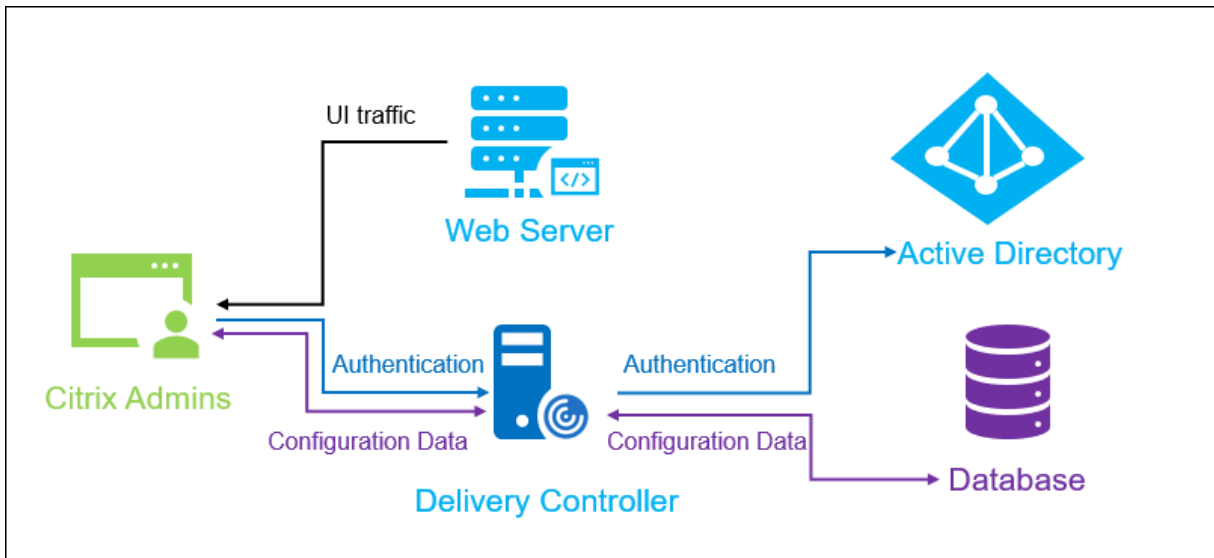 UI traffic
</>
Web Server
Active Directory
Citrix Admins
Authentication
Authentication
Configuration Data
Configuration Data
Delivery Controller
Database